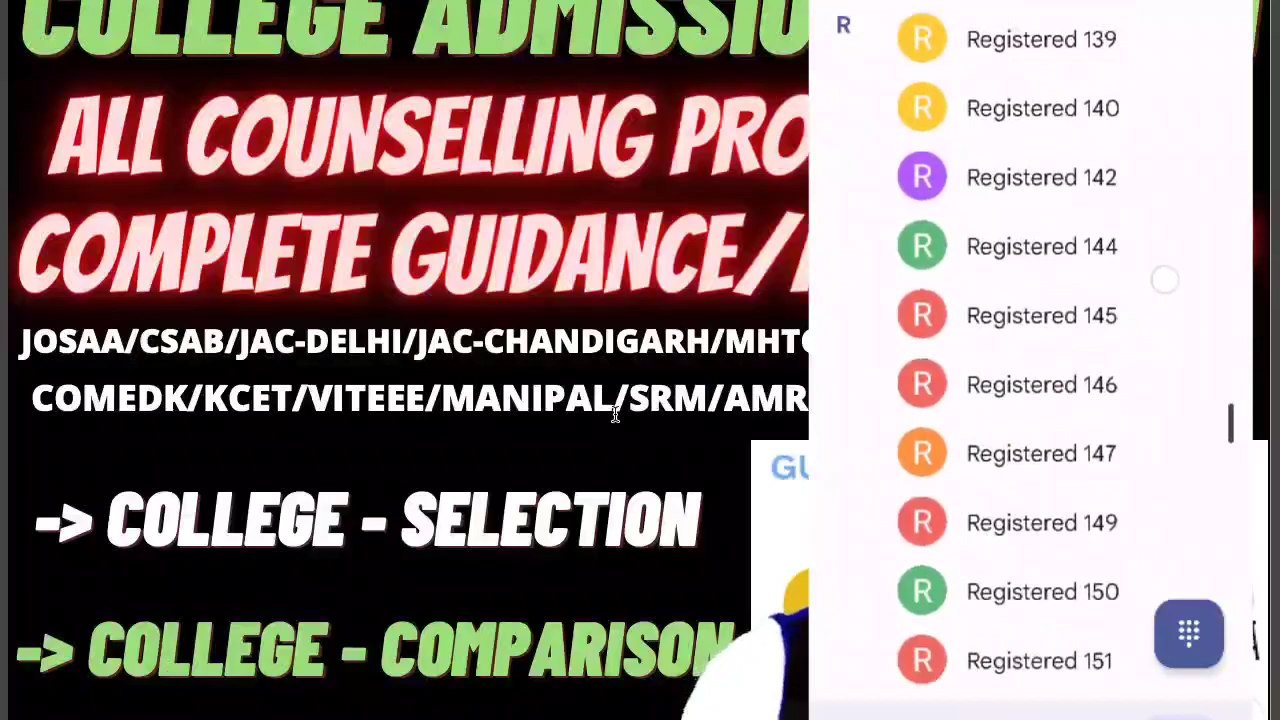 COLLEGE ADMISSIO
ALL COUNSELLING PRO
COMPLETE GUIDANCE/
JOSAA/CSAB/JAC-DELHI/JAC-CHANDIGARH/MHT
COMEDK/KCET/VITEEE/MANIPAL/SRM/AMR
-> COLLEGE - SELECTION
-> COLLEGE - COMPARISON
GU
R
R Registered 139
R Registered 140
R Registered 142
R Registered 144
R Registered 145
R Registered 146
R Registered 147
R Registered 149
R Registered 150
R Registered 151